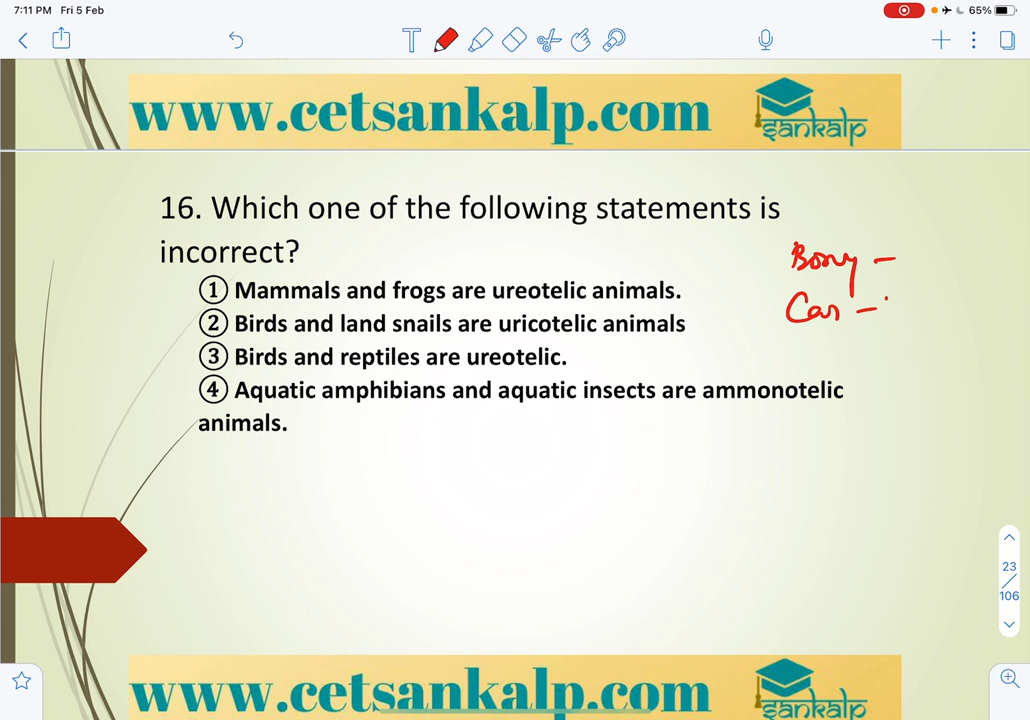 7:11 PM Fri 5 Feb
65%
T
www.cetsankalp.com
sankalp
16. Which one of the following statements is
incorrect?
① Mammals and frogs are ureotelic animals.
② Birds and land snails are uricotelic animals
③ Birds and reptiles are ureotelic.
④ Aquatic amphibians and aquatic insects are ammonotelic
animals.
Bony -
Car -
23
106
www.cetsankalp.com
sankalp